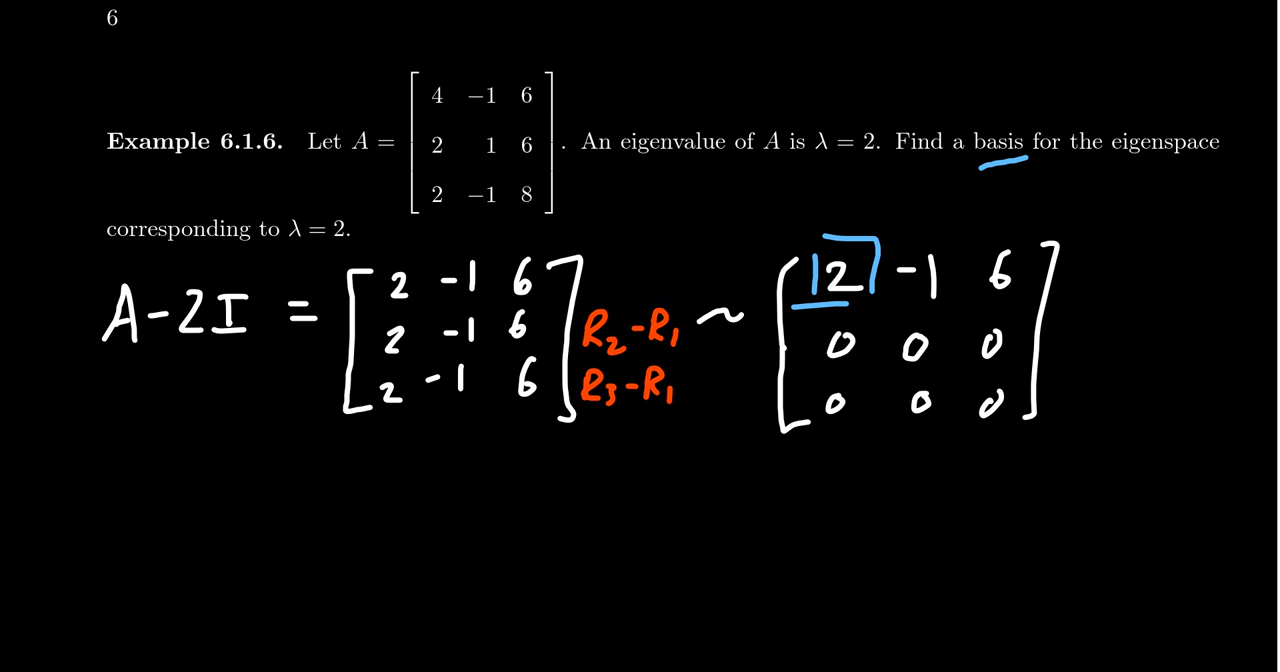 6
Example 6.1.6. Let A = [ 4 −1 6 ; 2 1 6 ; 2 −1 8 ]. An eigenvalue of A is λ = 2. Find a basis for the eigenspace
corresponding to λ = 2.
A-2I = [ 2 -1 6 ; 2 -1 6 ; 2 -1 6 ] R₂-R₁ R₃-R₁ ~ [ 2 -1 6 ; 0 0 0 ; 0 0 0 ]